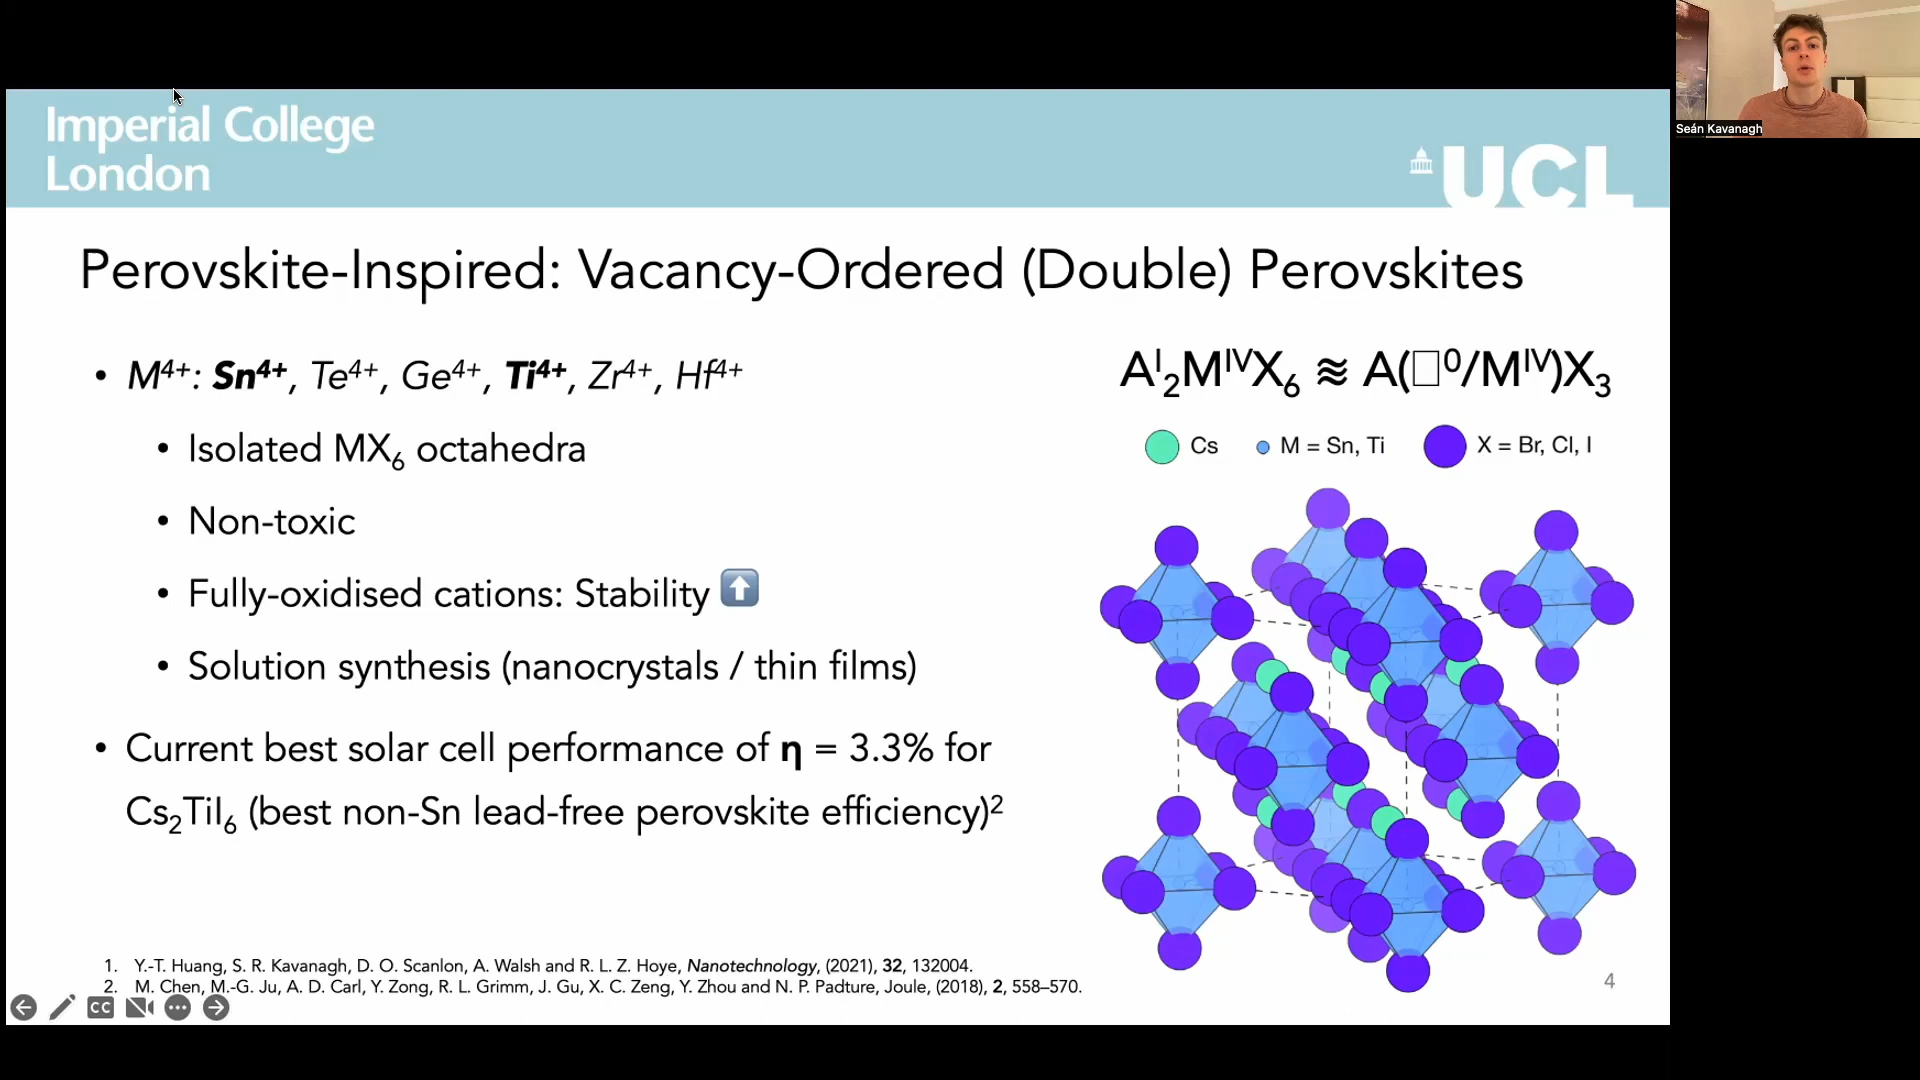 Imperial College
London
UCL
Seán Kavanagh
Perovskite-Inspired: Vacancy-Ordered (Double) Perovskites
• M⁴⁺: Sn⁴⁺, Te⁴⁺, Ge⁴⁺, Ti⁴⁺, Zr⁴⁺, Hf⁴⁺
• Isolated MX₆ octahedra
• Non-toxic
• Fully-oxidised cations: Stability ⬆
• Solution synthesis (nanocrystals / thin films)
• Current best solar cell performance of η = 3.3% for
Cs₂TiI₆ (best non-Sn lead-free perovskite efficiency)²
Aᴵ₂MᴵⱽX₆ ≋ A(□⁰/Mᴵⱽ)X₃
Cs M = Sn, Ti X = Br, Cl, I
1. Y.-T. Huang, S. R. Kavanagh, D. O. Scanlon, A. Walsh and R. L. Z. Hoye, Nanotechnology, (2021), 32, 132004.
2. M. Chen, M.-G. Ju, A. D. Carl, Y. Zong, R. L. Grimm, J. Gu, X. C. Zeng, Y. Zhou and N. P. Padture, Joule, (2018), 2, 558–570.
4
CC